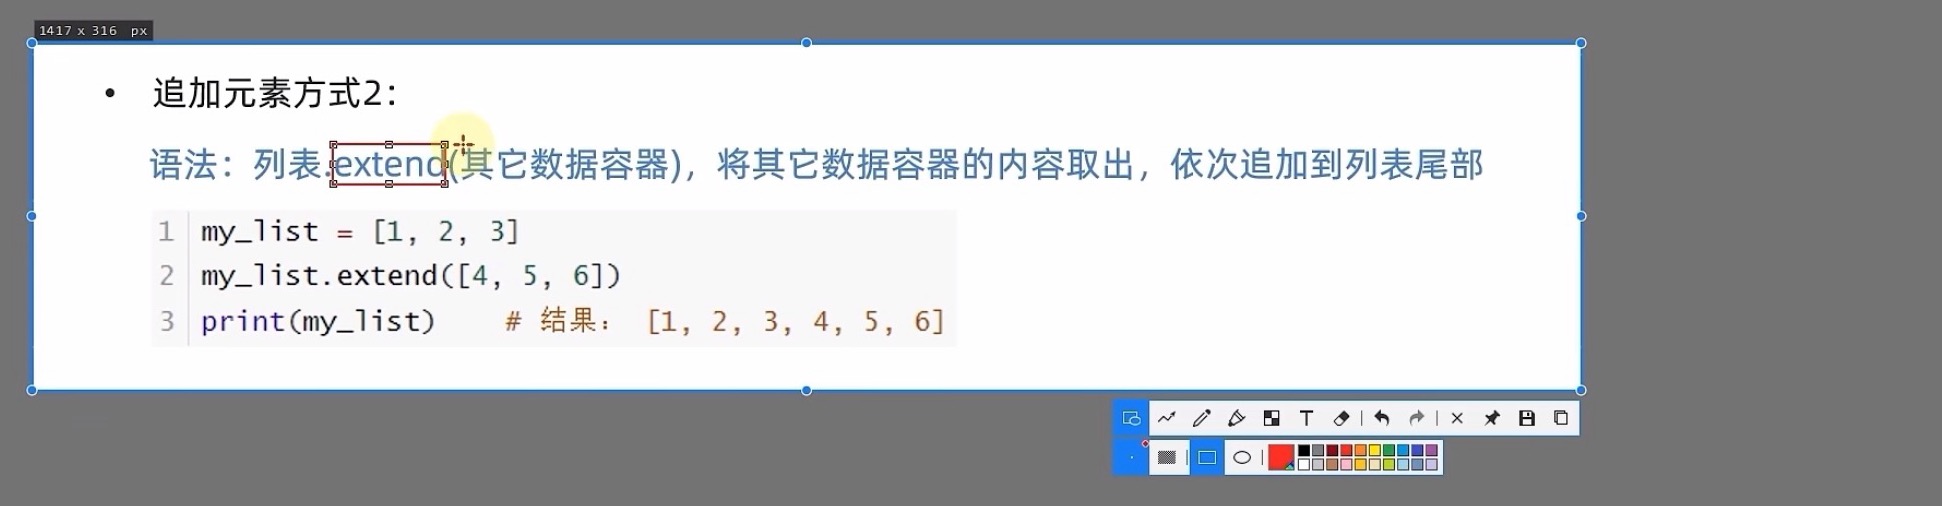 1417 x 316 px
• 追加元素方式2：
语法：列表.extend(其它数据容器)，将其它数据容器的内容取出，依次追加到列表尾部
1 my_list = [1, 2, 3]
2 my_list.extend([4, 5, 6])
3 print(my_list) # 结果： [1, 2, 3, 4, 5, 6]
T